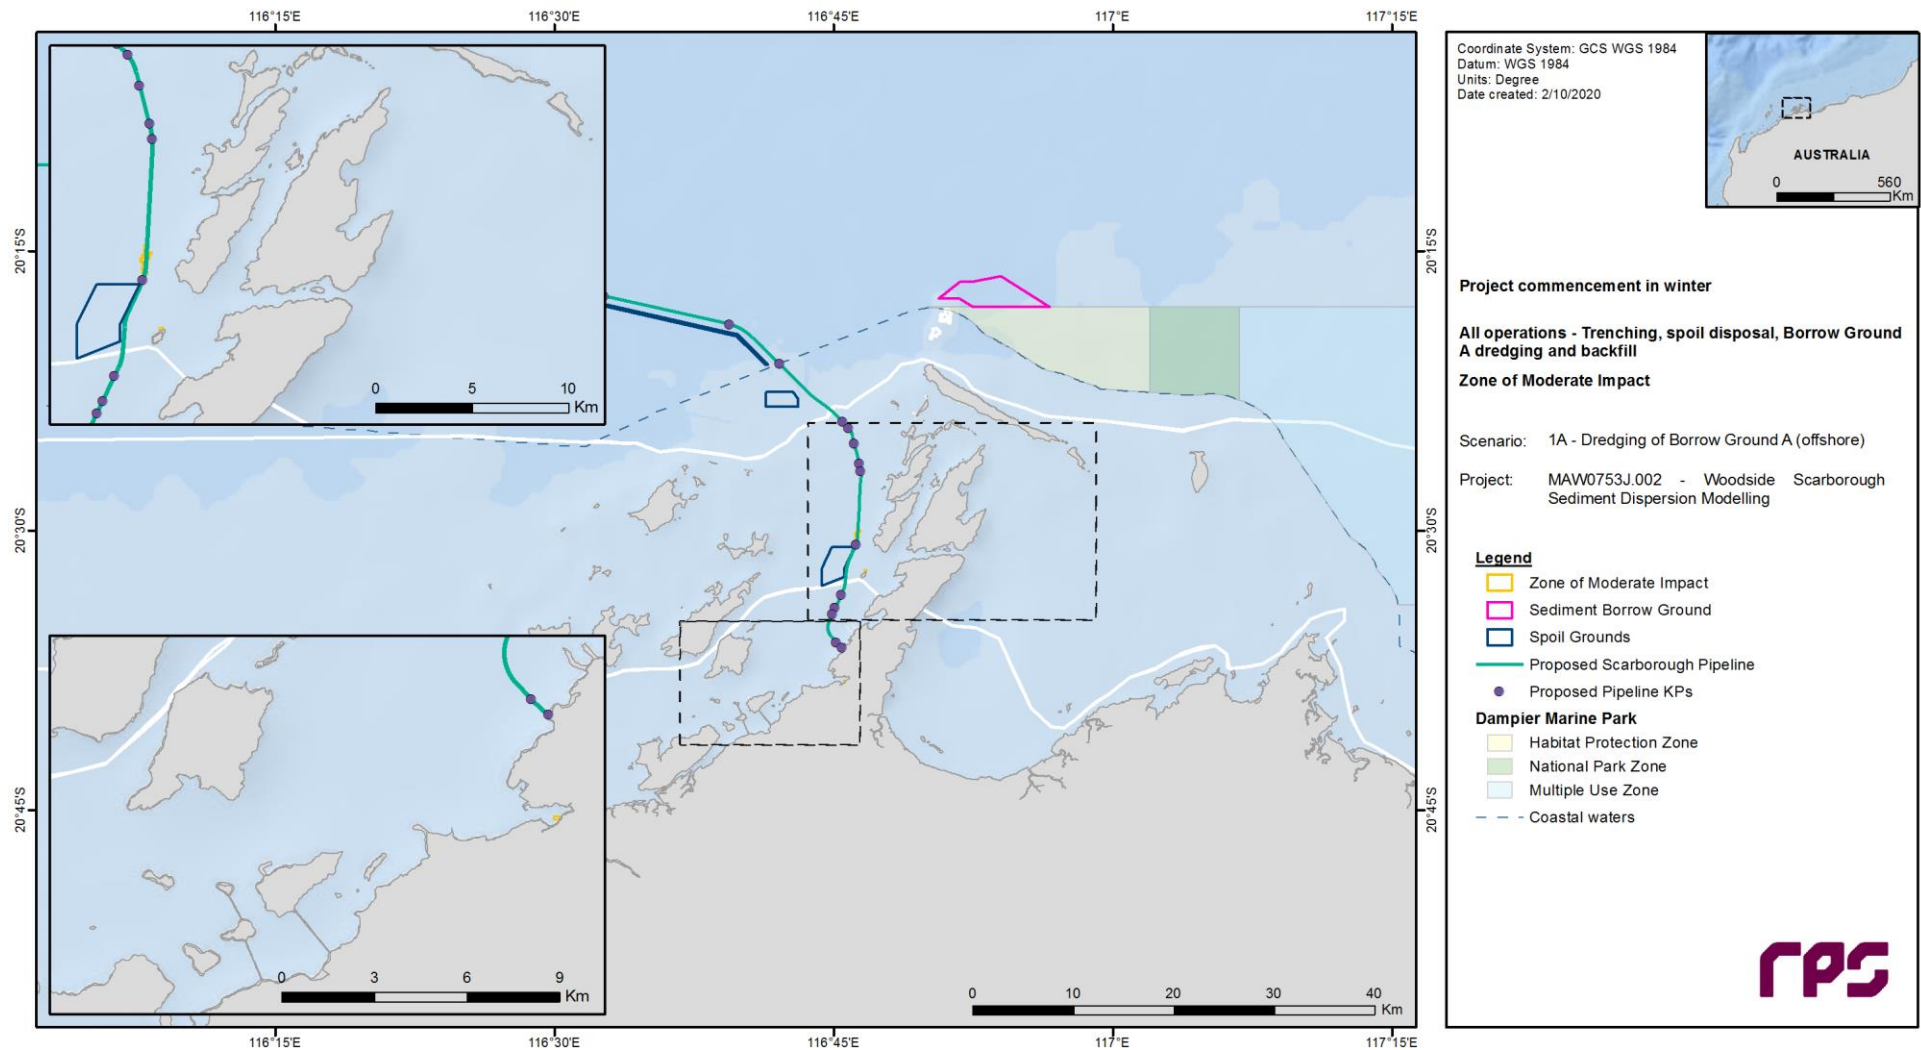 116°15'E
116°30'E
116°45'E
117°E
117°15'E
20°15'S
20°30'S
20°45'S
0
5
10
Km
0
3
6
9
Km
0
10
20
30
40
Km
20°15'S
20°30'S
20°45'S
116°15'E
116°30'E
116°45'E
117°E
117°15'E
Coordinate System: GCS WGS 1984
Datum: WGS 1984
Units: Degree
Date created: 2/10/2020
AUSTRALIA
0
560
Km
Project commencement in winter
All operations - Trenching, spoil disposal, Borrow Ground
A dredging and backfill
Zone of Moderate Impact
Scenario: 1A - Dredging of Borrow Ground A (offshore)
Project: MAW0753J.002 - Woodside Scarborough
Sediment Dispersion Modelling
Legend
Zone of Moderate Impact
Sediment Borrow Ground
Spoil Grounds
Proposed Scarborough Pipeline
Proposed Pipeline KPs
Dampier Marine Park
Habitat Protection Zone
National Park Zone
Multiple Use Zone
Coastal waters
rps